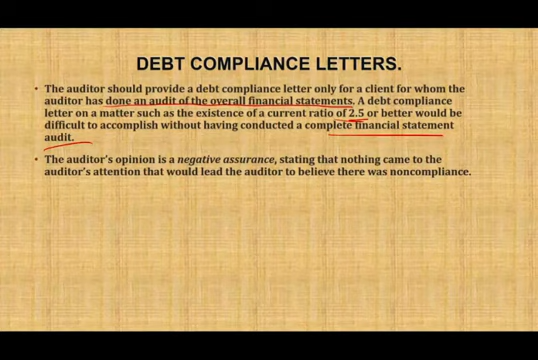 DEBT COMPLIANCE LETTERS.
• The auditor should provide a debt compliance letter only for a client for whom the
auditor has done an audit of the overall financial statements. A debt compliance
letter on a matter such as the existence of a current ratio of 2.5 or better would be
difficult to accomplish without having conducted a complete financial statement
audit.
• The auditor's opinion is a negative assurance, stating that nothing came to the
auditor's attention that would lead the auditor to believe there was noncompliance.